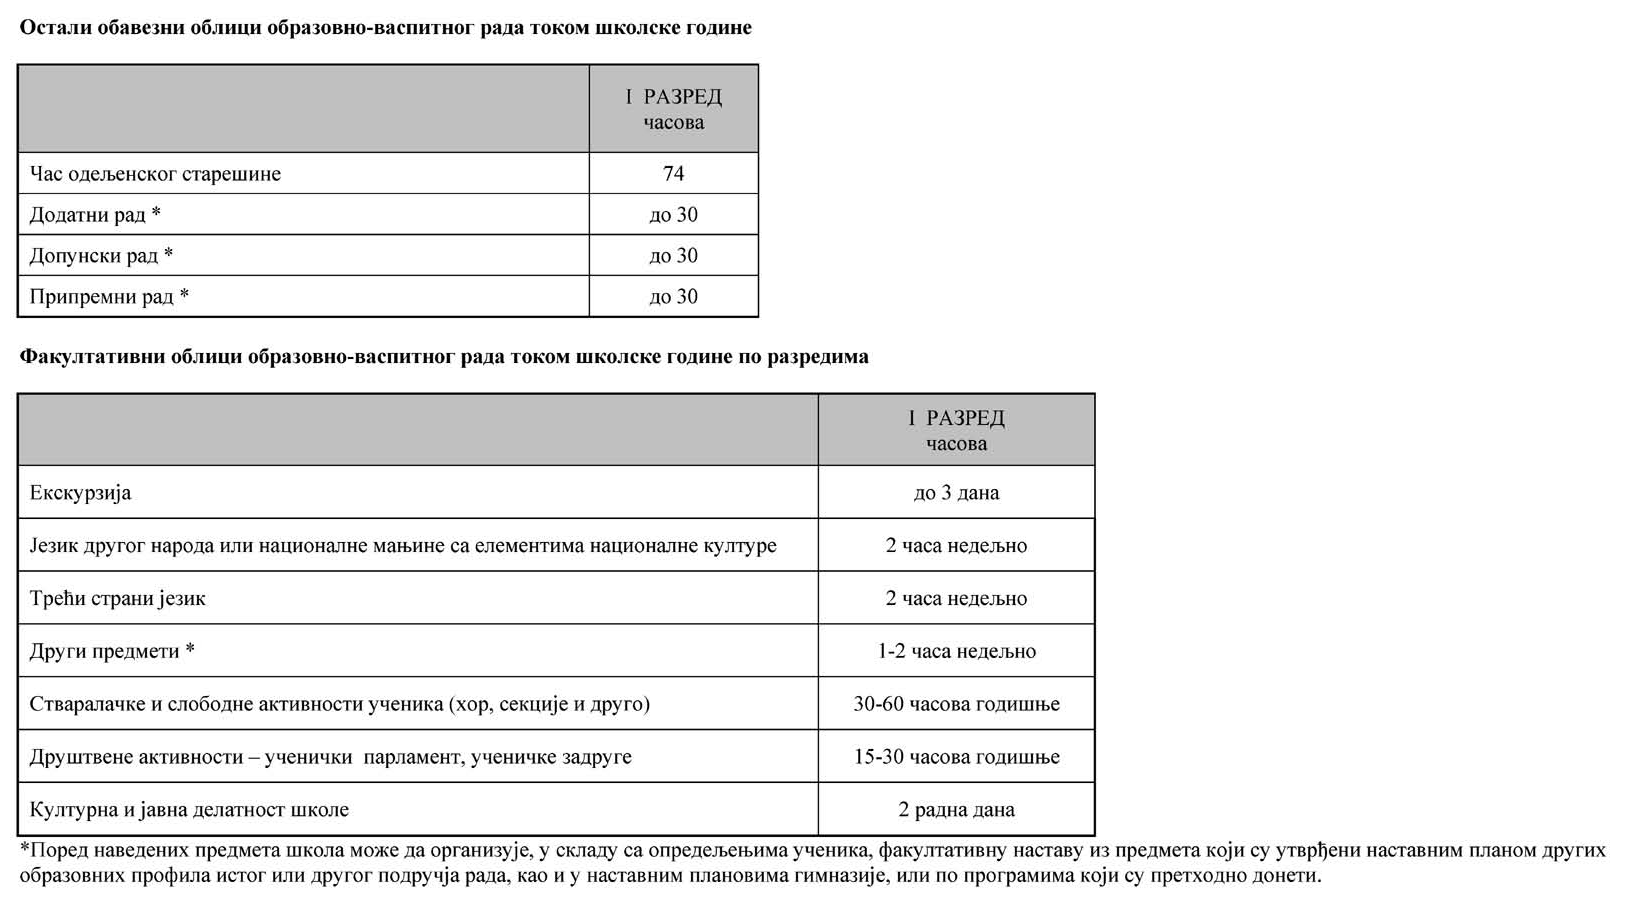 Остали обавезни облици образовно-васпитног рада током школске године
I РАЗРЕД
часова
Час одељенског старешине 74
Додатни рад * до 30
Допунски рад * до 30
Припремни рад * до 30
Факултативни облици образовно-васпитног рада током школске године по разредима
I РАЗРЕД
часова
Екскурзија до 3 дана
Језик другог народа или националне мањине са елементима националне културе 2 часа недељно
Трећи страни језик 2 часа недељно
Други предмети * 1-2 часа недељно
Стваралачке и слободне активности ученика (хор, секције и друго) 30-60 часова годишње
Друштвене активности – ученички парламент, ученичке задруге 15-30 часова годишње
Културна и јавна делатност школе 2 радна дана
*Поред наведених предмета школа може да организује, у складу са опредељењима ученика, факултативну наставу из предмета који су утврђени наставним планом других
образовних профила истог или другог подручја рада, као и у наставним плановима гимназије, или по програмима који су претходно донети.